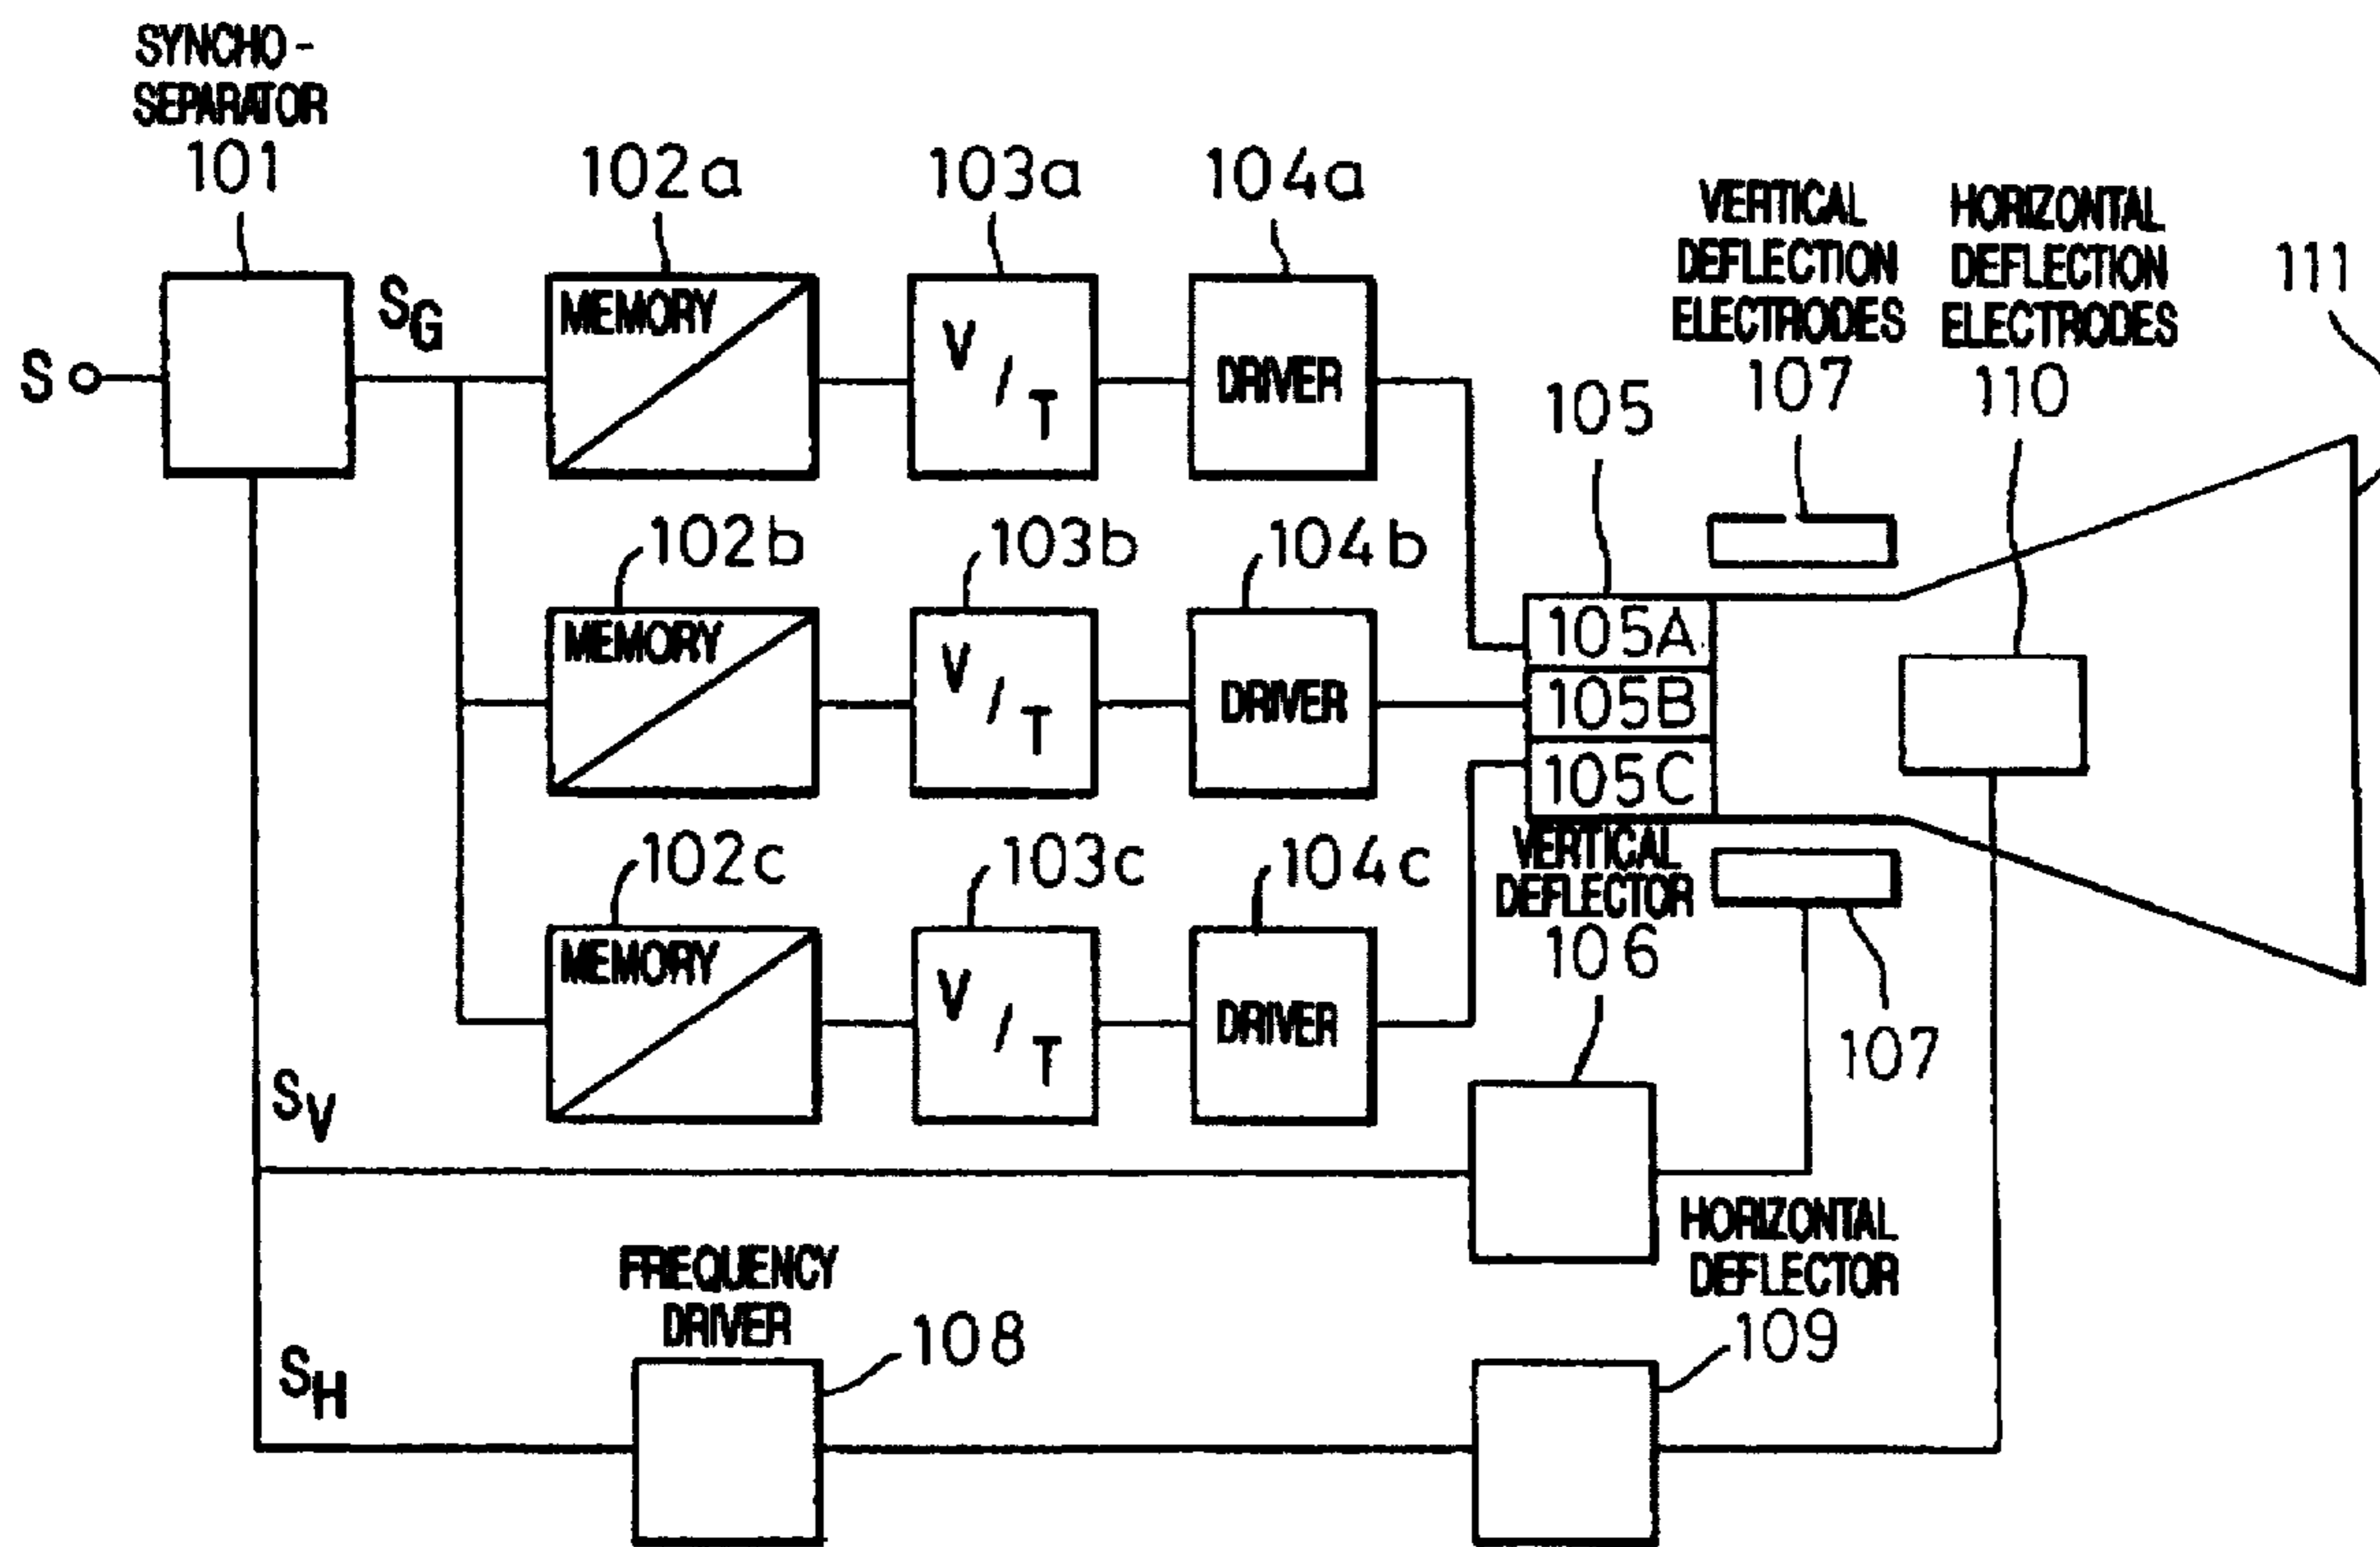 SYNCHO-
SEPARATOR
101
102a
103a
104a
VERTICAL
DEFLECTION
ELECTRODES
107
HORIZONTAL
DEFLECTION
ELECTRODES
110
111
S
SG
MEMORY
V/T
DRIVER
105
102b
103b
104b
MEMORY
V/T
DRIVER
105A
105B
105C
102c
103c
104c
VERTICAL
DEFLECTOR
106
MEMORY
V/T
DRIVER
107
SV
HORIZONTAL
DEFLECTOR
109
FREQUENCY
DRIVER
108
SH